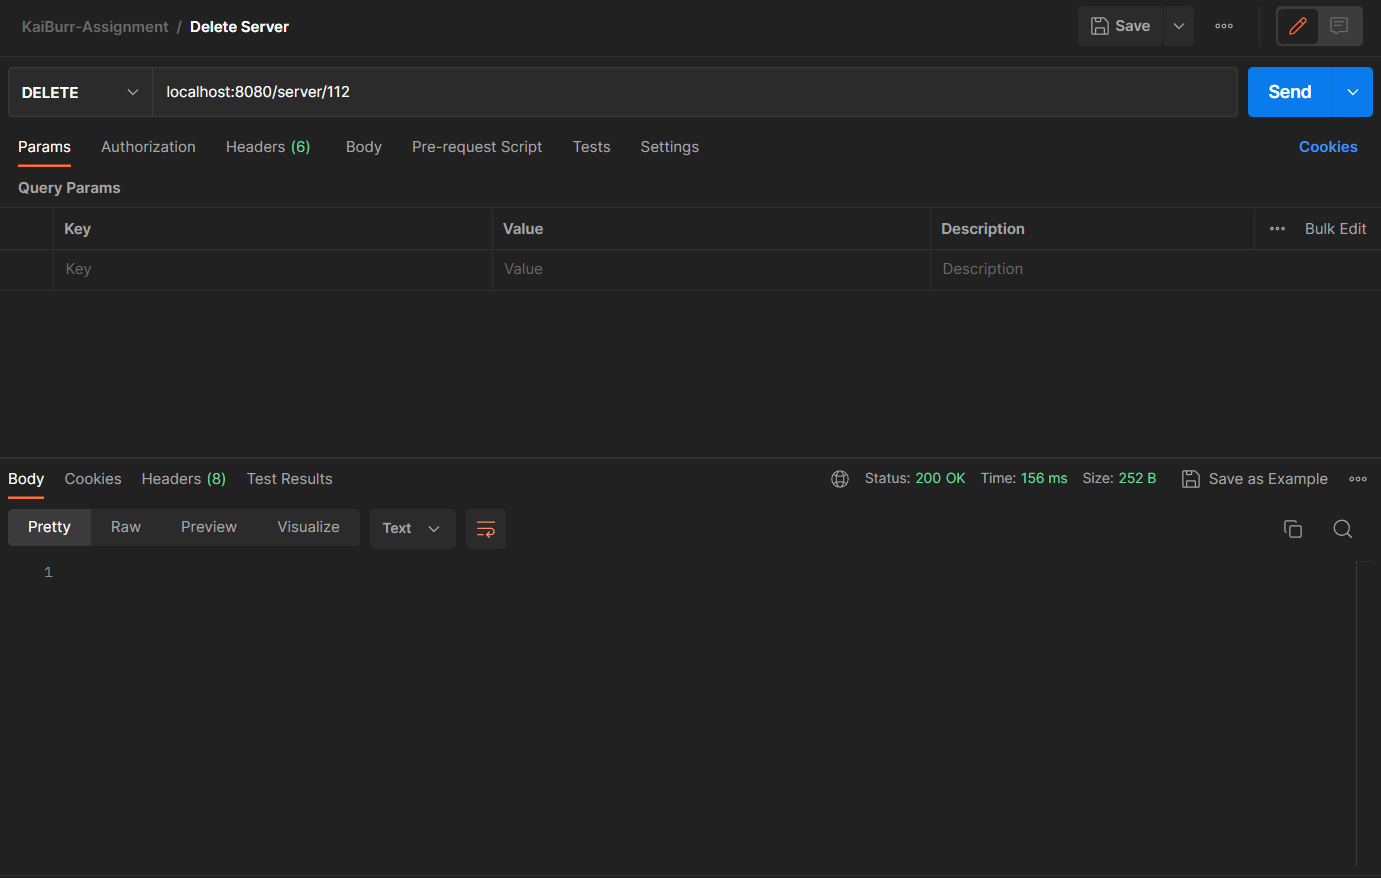 KaiBurr-Assignment / Delete Server Save
DELETE localhost:8080/server/112 Send
Params Authorization Headers (6) Body Pre-request Script Tests Settings Cookies
Query Params
Key Value Description Bulk Edit
Key Value Description
Body Cookies Headers (8) Test Results Status: 200 OK Time: 156 ms Size: 252 B Save as Example
Pretty Raw Preview Visualize Text
1